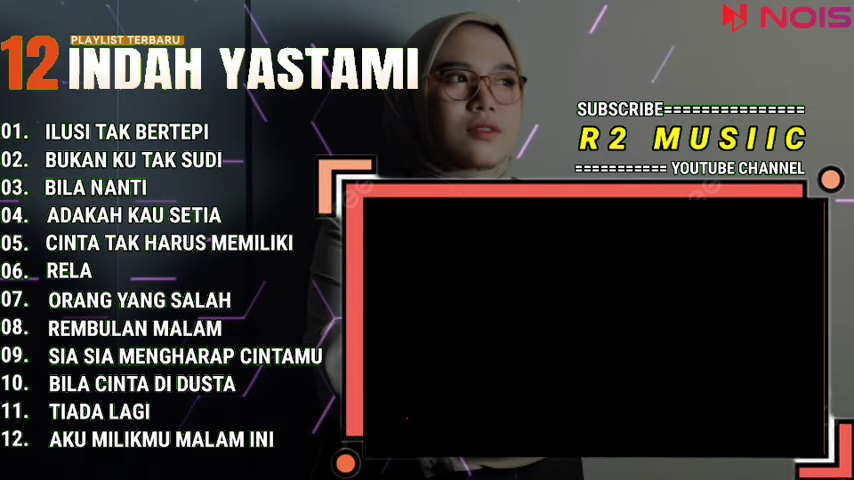 NOIS
PLAYLIST TERBARU
12 INDAH YASTAMI
SUBSCRIBE===============
R2 MUSIIC
=========== YOUTUBE CHANNEL
01. ILUSI TAK BERTEPI
02. BUKAN KU TAK SUDI
03. BILA NANTI
04. ADAKAH KAU SETIA
05. CINTA TAK HARUS MEMILIKI
06. RELA
07. ORANG YANG SALAH
08. REMBULAN MALAM
09. SIA SIA MENGHARAP CINTAMU
10. BILA CINTA DI DUSTA
11. TIADA LAGI
12. AKU MILIKMU MALAM INI